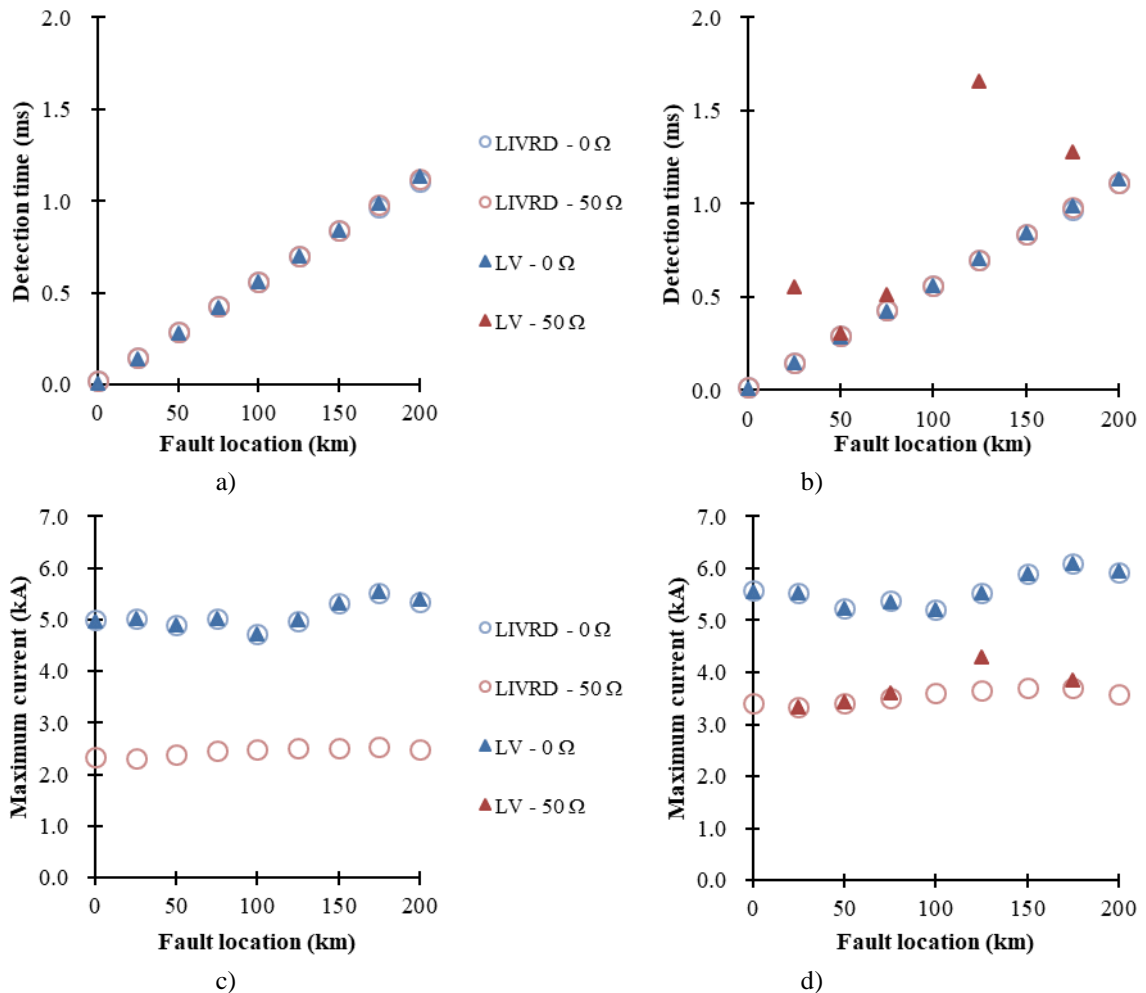 2.0
1.5
1.0
0.5
0.0
Detection time (ms)
0 50 100 150 200
Fault location (km)
a)
LIVRD - 0 Ω
LIVRD - 50 Ω
LV - 0 Ω
LV - 50 Ω
2.0
1.5
1.0
0.5
0.0
Detection time (ms)
0 50 100 150 200
Fault location (km)
b)
7.0
6.0
5.0
4.0
3.0
2.0
1.0
0.0
Maximum current (kA)
0 50 100 150 200
Fault location (km)
c)
LIVRD - 0 Ω
LIVRD - 50 Ω
LV - 0 Ω
LV - 50 Ω
7.0
6.0
5.0
4.0
3.0
2.0
1.0
0.0
Maximum current (kA)
0 50 100 150 200
Fault location (km)
d)